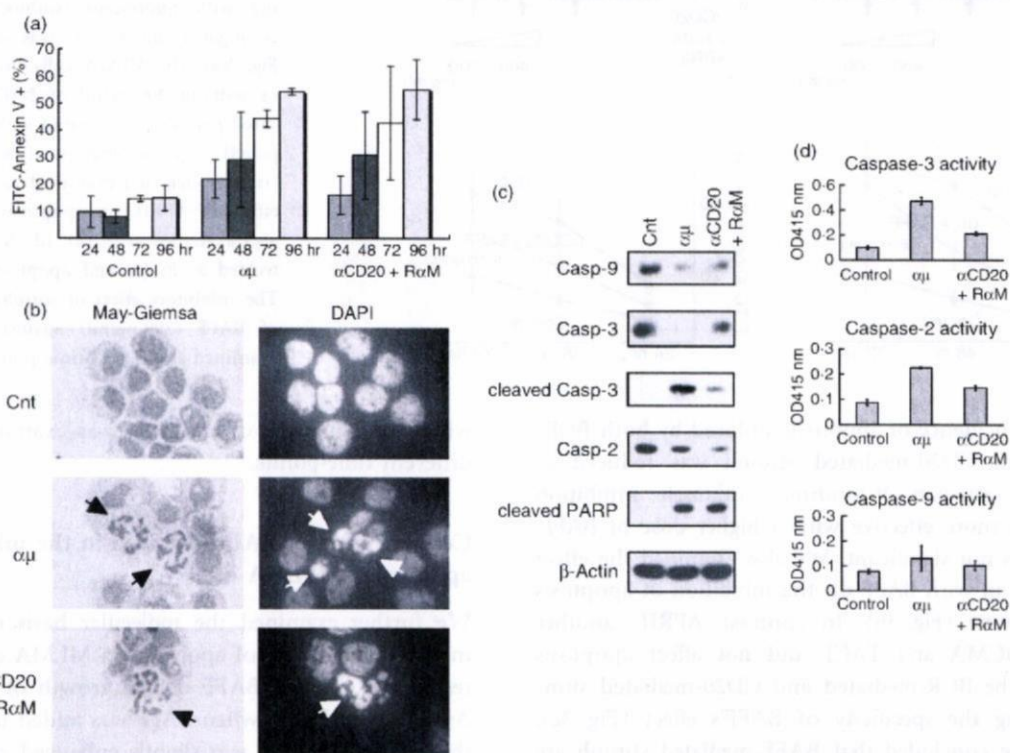 (a)
FITC-Annexin V + (%)
70
60
50
40
30
20
10
24 48 72 96 hr 24 48 72 96 hr 24 48 72 96 hr
Control αμ αCD20 + RαM
(b)
May-Giemsa DAPI
Cnt
αμ
CD20
RαM
(c)
Cnt αμ αCD20 + RαM
Casp-9
Casp-3
cleaved Casp-3
Casp-2
cleaved PARP
β-Actin
(d)
Caspase-3 activity
OD415 nm
0·6
0·4
0·2
0
Control αμ αCD20
+ RαM
Caspase-2 activity
OD415 nm
0·3
0·2
0·1
0
Control αμ αCD20
+ RαM
Caspase-9 activity
OD415 nm
0·3
0·2
0·1
0
Control αμ αCD20
+ RαM